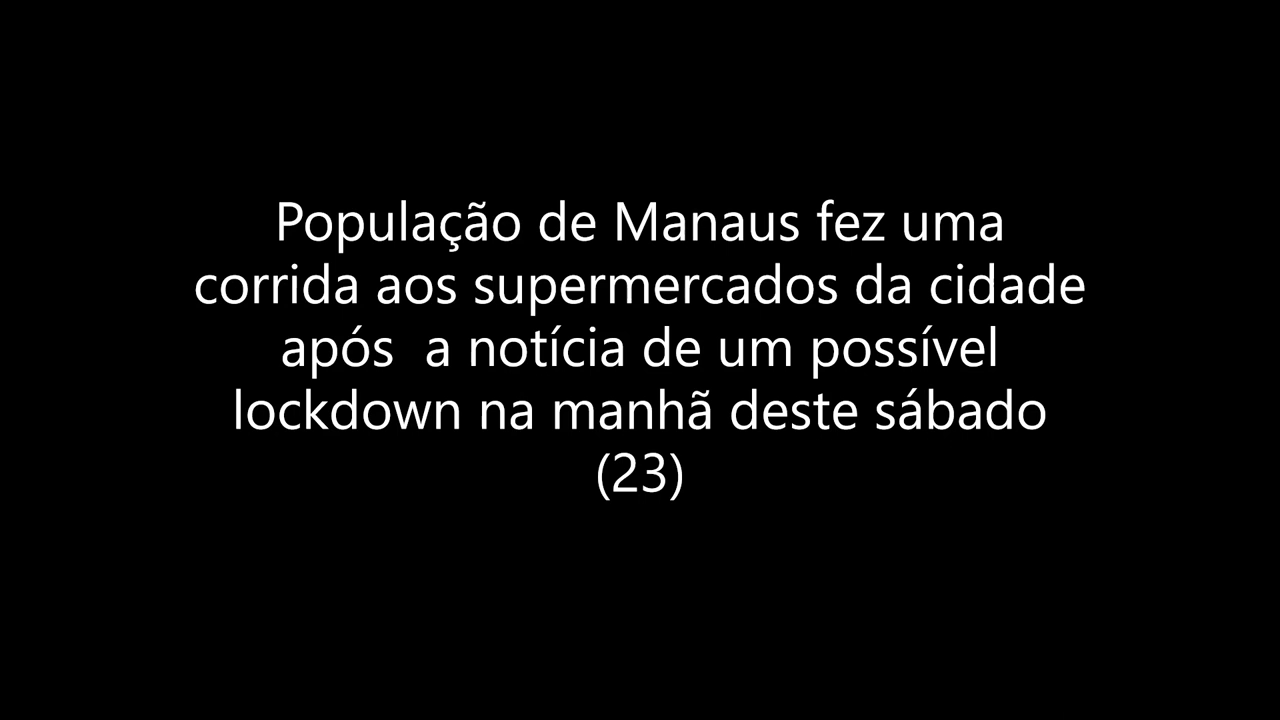 População de Manaus fez uma
corrida aos supermercados da cidade
após  a notícia de um possível
lockdown na manhã deste sábado
(23)